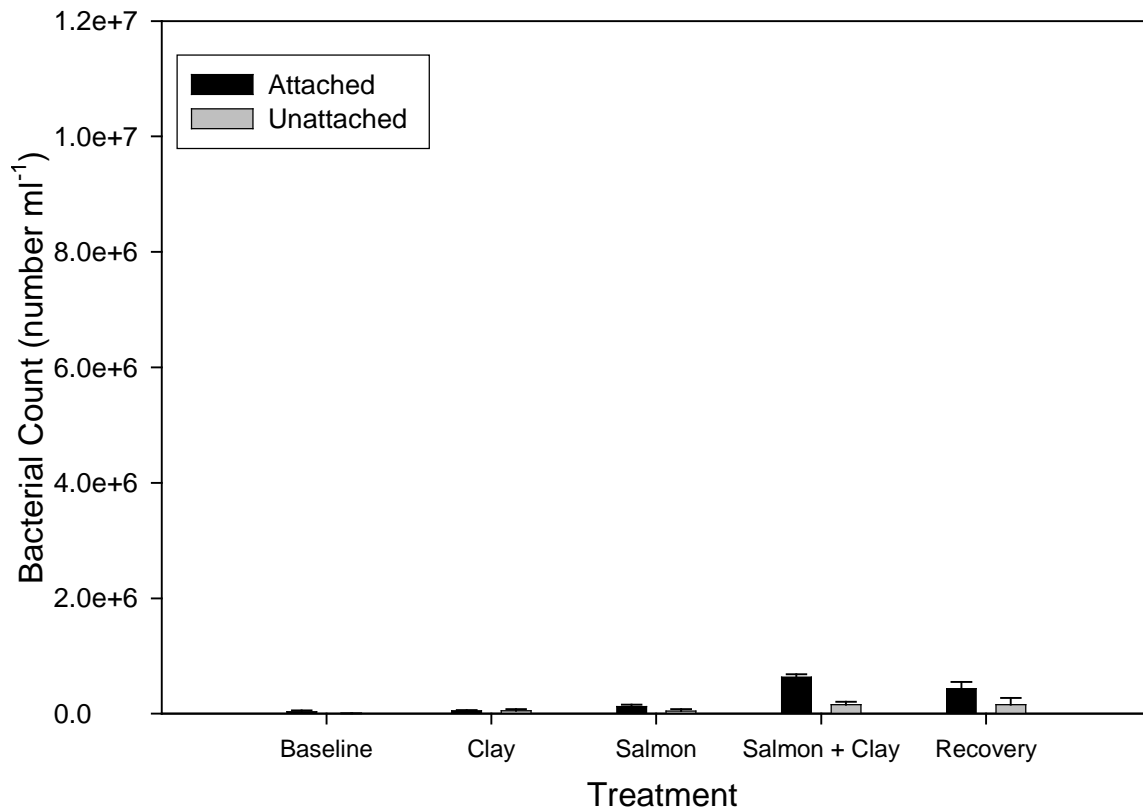 1.2e+7
1.0e+7
8.0e+6
6.0e+6
4.0e+6
2.0e+6
0.0
Bacterial Count (number ml⁻¹)
Attached
Unattached
Baseline Clay Salmon Salmon + Clay Recovery
Treatment